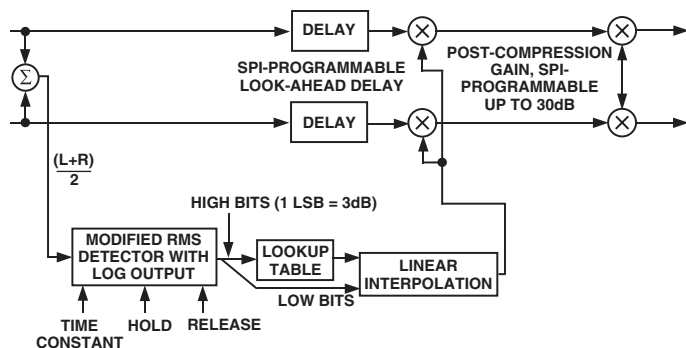 DELAY
SPI-PROGRAMMABLE
LOOK-AHEAD DELAY
POST-COMPRESSION
GAIN, SPI-
PROGRAMMABLE
UP TO 30dB
Σ
DELAY
(L+R)
2
HIGH BITS (1 LSB = 3dB)
MODIFIED RMS
DETECTOR WITH
LOG OUTPUT
LOOKUP
TABLE
LINEAR
INTERPOLATION
LOW BITS
TIME
CONSTANT
HOLD
RELEASE